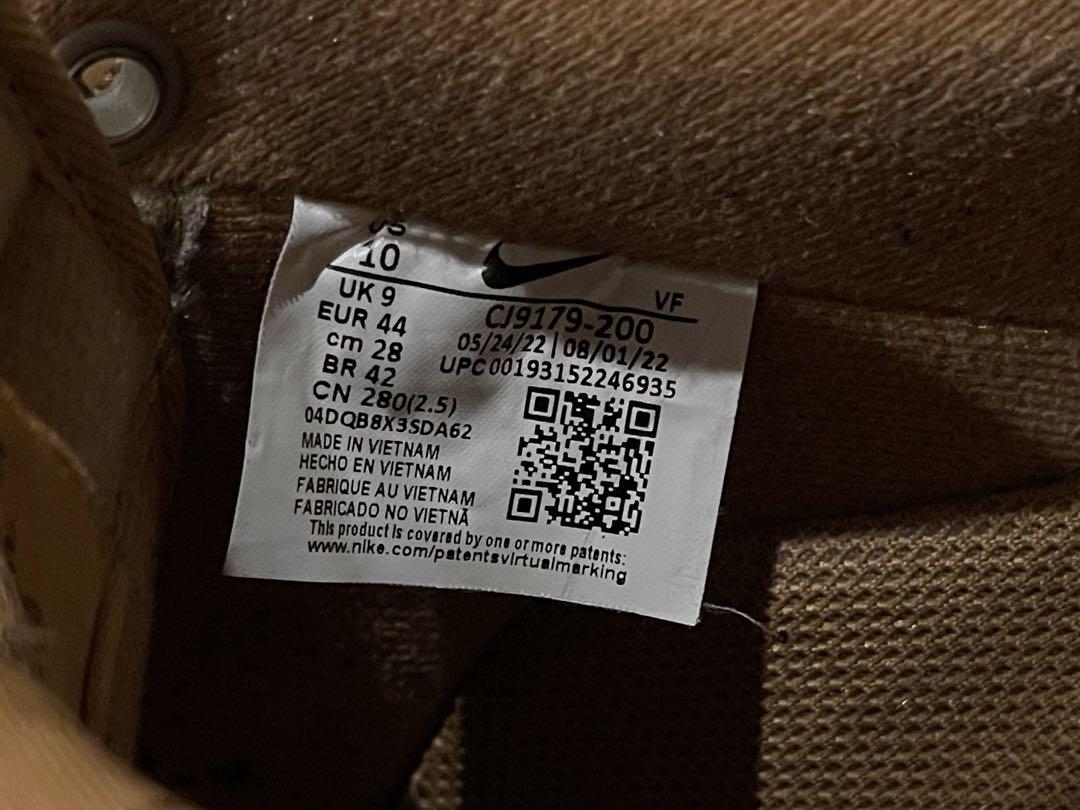 US
10
VF
UK 9
EUR 44
cm 28
BR 42
CN 280(2.5)
CJ9179-200
05/24/22 | 08/01/22
UPC 00193152246935
04DQB8X3SDA62
MADE IN VIETNAM
HECHO EN VIETNAM
FABRIQUE AU VIETNAM
FABRICADO NO VIETNÃ
This product is covered by one or more patents:
www.nike.com/patentsvirtualmarking